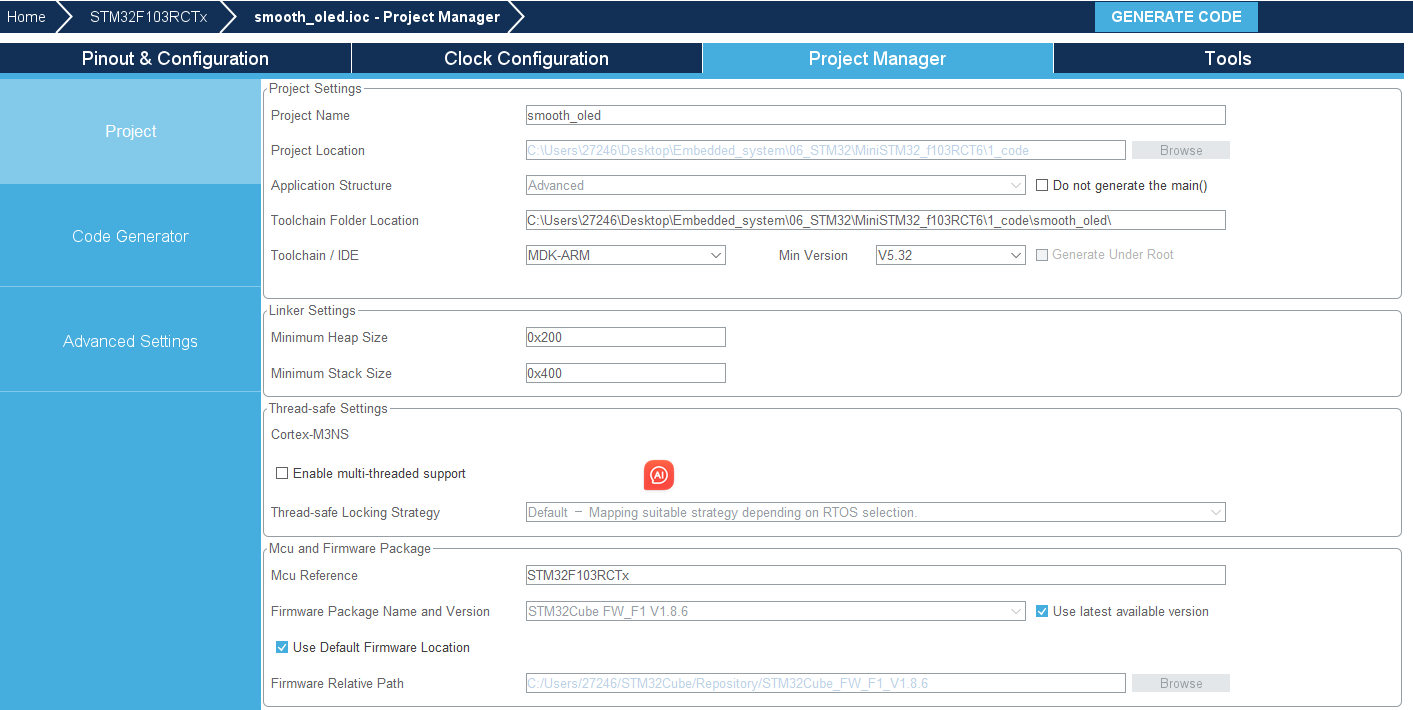 Home STM32F103RCTx smooth_oled.ioc - Project Manager GENERATE CODE
Pinout & Configuration Clock Configuration Project Manager Tools
Project
Code Generator
Advanced Settings
Project Settings
Project Name smooth_oled
Project Location C:\Users\27246\Desktop\Embedded_system\06_STM32\MiniSTM32_f103RCT6\1_code Browse
Application Structure Advanced Do not generate the main()
Toolchain Folder Location C:\Users\27246\Desktop\Embedded_system\06_STM32\MiniSTM32_f103RCT6\1_code\smooth_oled\
Toolchain / IDE MDK-ARM Min Version V5.32 Generate Under Root
Linker Settings
Minimum Heap Size 0x200
Minimum Stack Size 0x400
Thread-safe Settings
Cortex-M3NS
Enable multi-threaded support
AI
Thread-safe Locking Strategy Default – Mapping suitable strategy depending on RTOS selection.
Mcu and Firmware Package
Mcu Reference STM32F103RCTx
Firmware Package Name and Version STM32Cube FW_F1 V1.8.6 Use latest available version
Use Default Firmware Location
Firmware Relative Path C:/Users/27246/STM32Cube/Repository/STM32Cube_FW_F1_V1.8.6 Browse